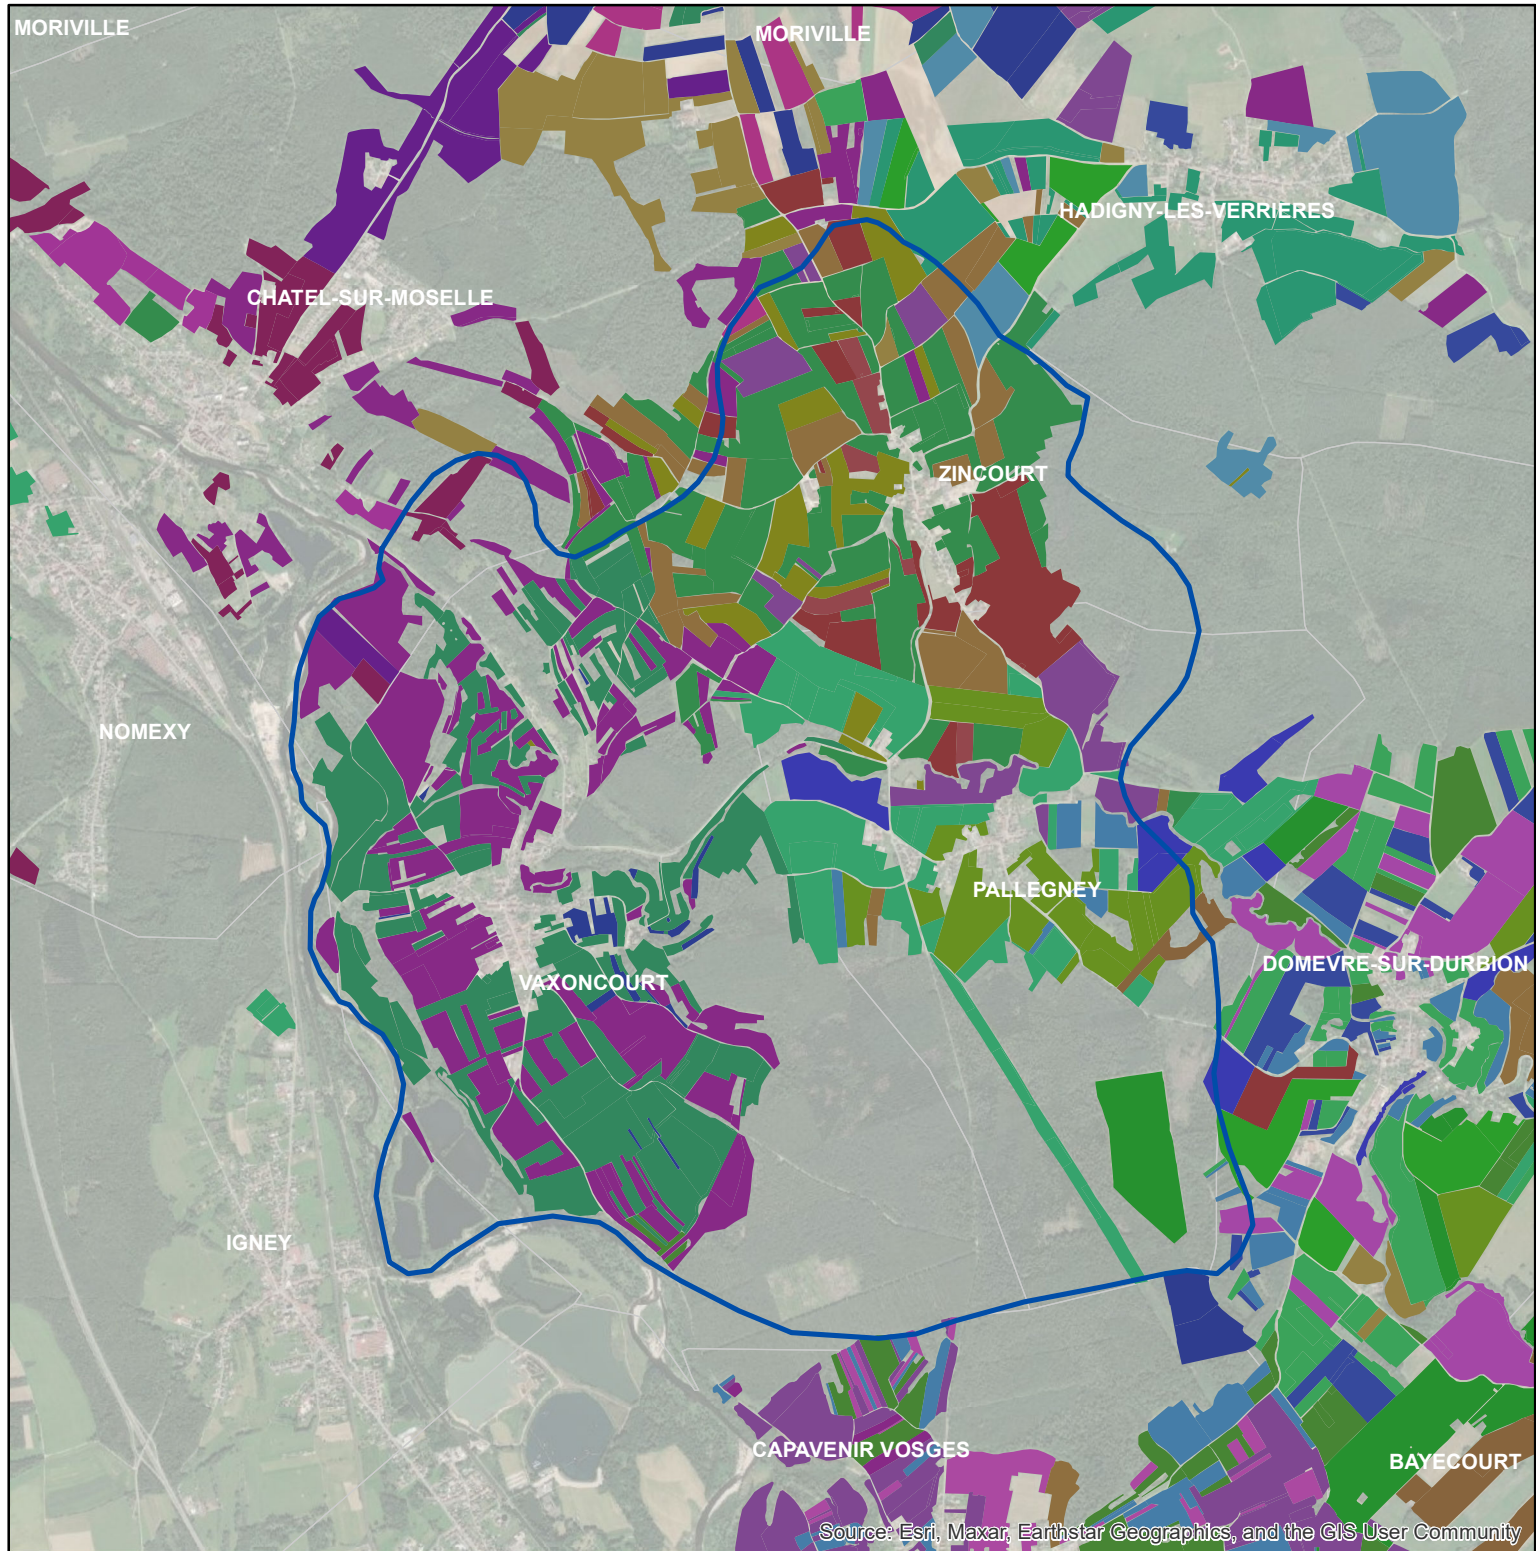 MORIVILLE
MORIVILLE
HADIGNY-LES-VERRIERES
CHATEL-SUR-MOSELLE
ZINCOURT
NOMEXY
PALLEGNEY
DOMEVRE-SUR-DURBION
VAXONCOURT
IGNEY
CAPAVENIR VOSGES
BAYECOURT
Source: Esri, Maxar, Earthstar Geographics, and the GIS User Community